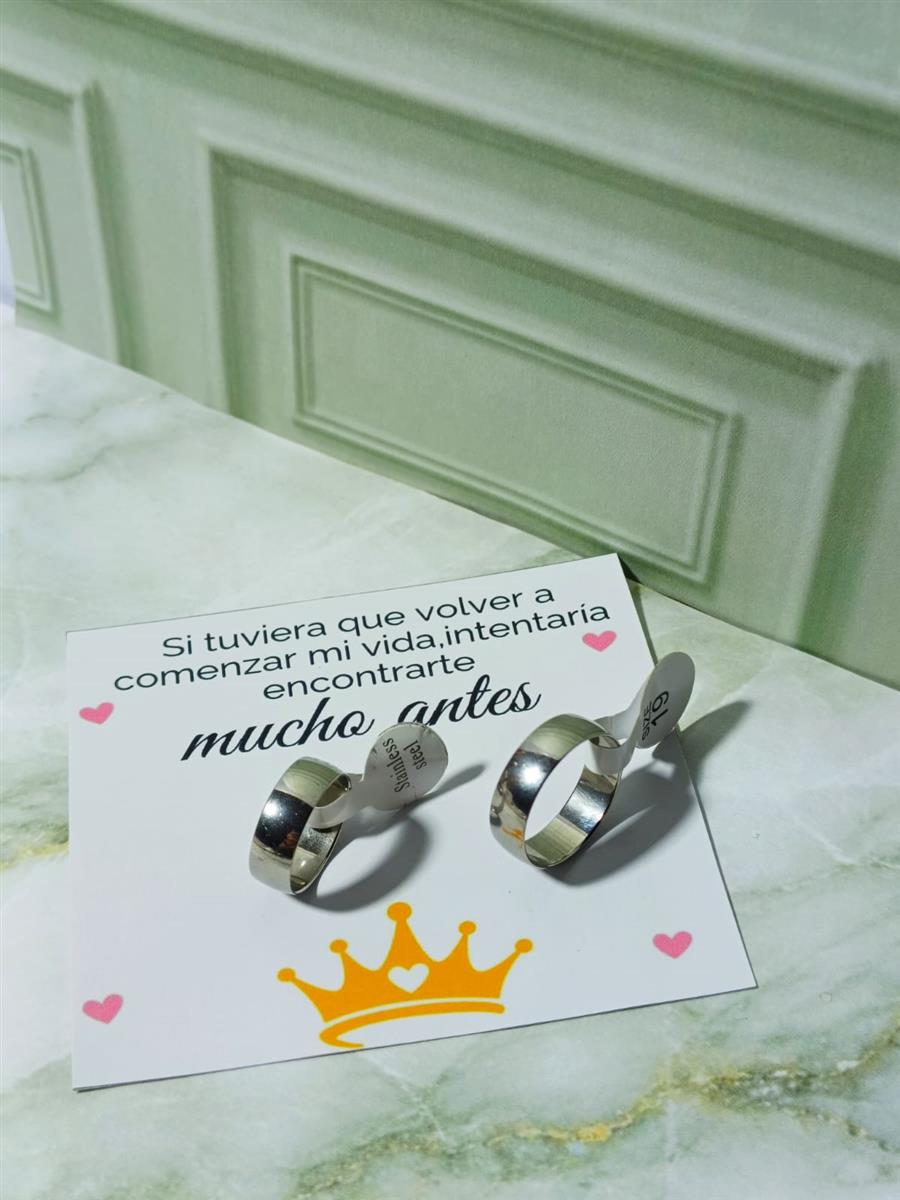 Si tuviera que volver a
comenzar mi vida,intentaría
encontrarte
mucho antes
Stainless
steel
19
SIZE